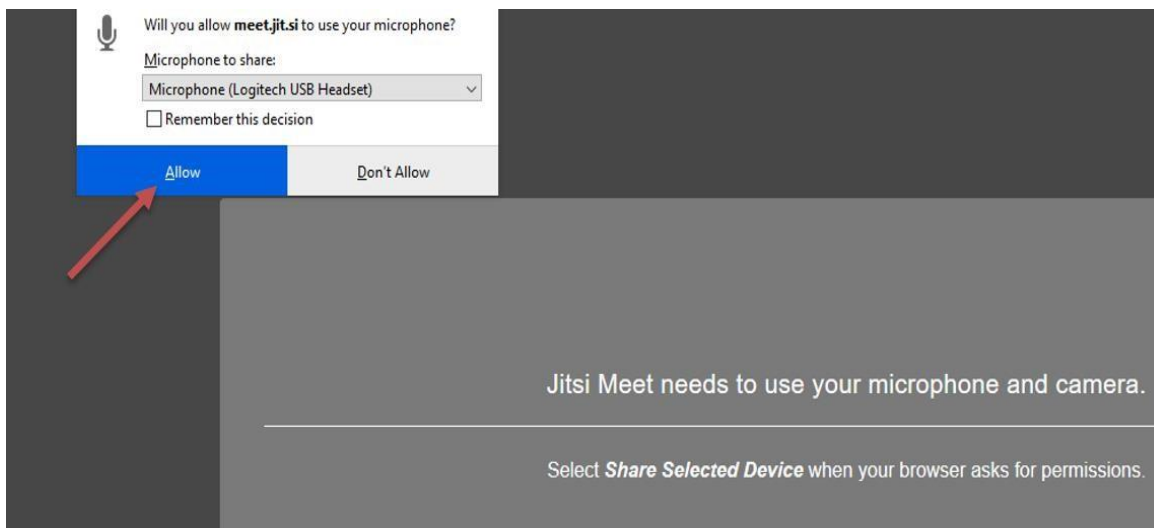 Will you allow meet.jit.si to use your microphone?
Microphone to share:
Microphone (Logitech USB Headset)
Remember this decision
Allow
Don't Allow
Jitsi Meet needs to use your microphone and camera.
Select Share Selected Device when your browser asks for permissions.